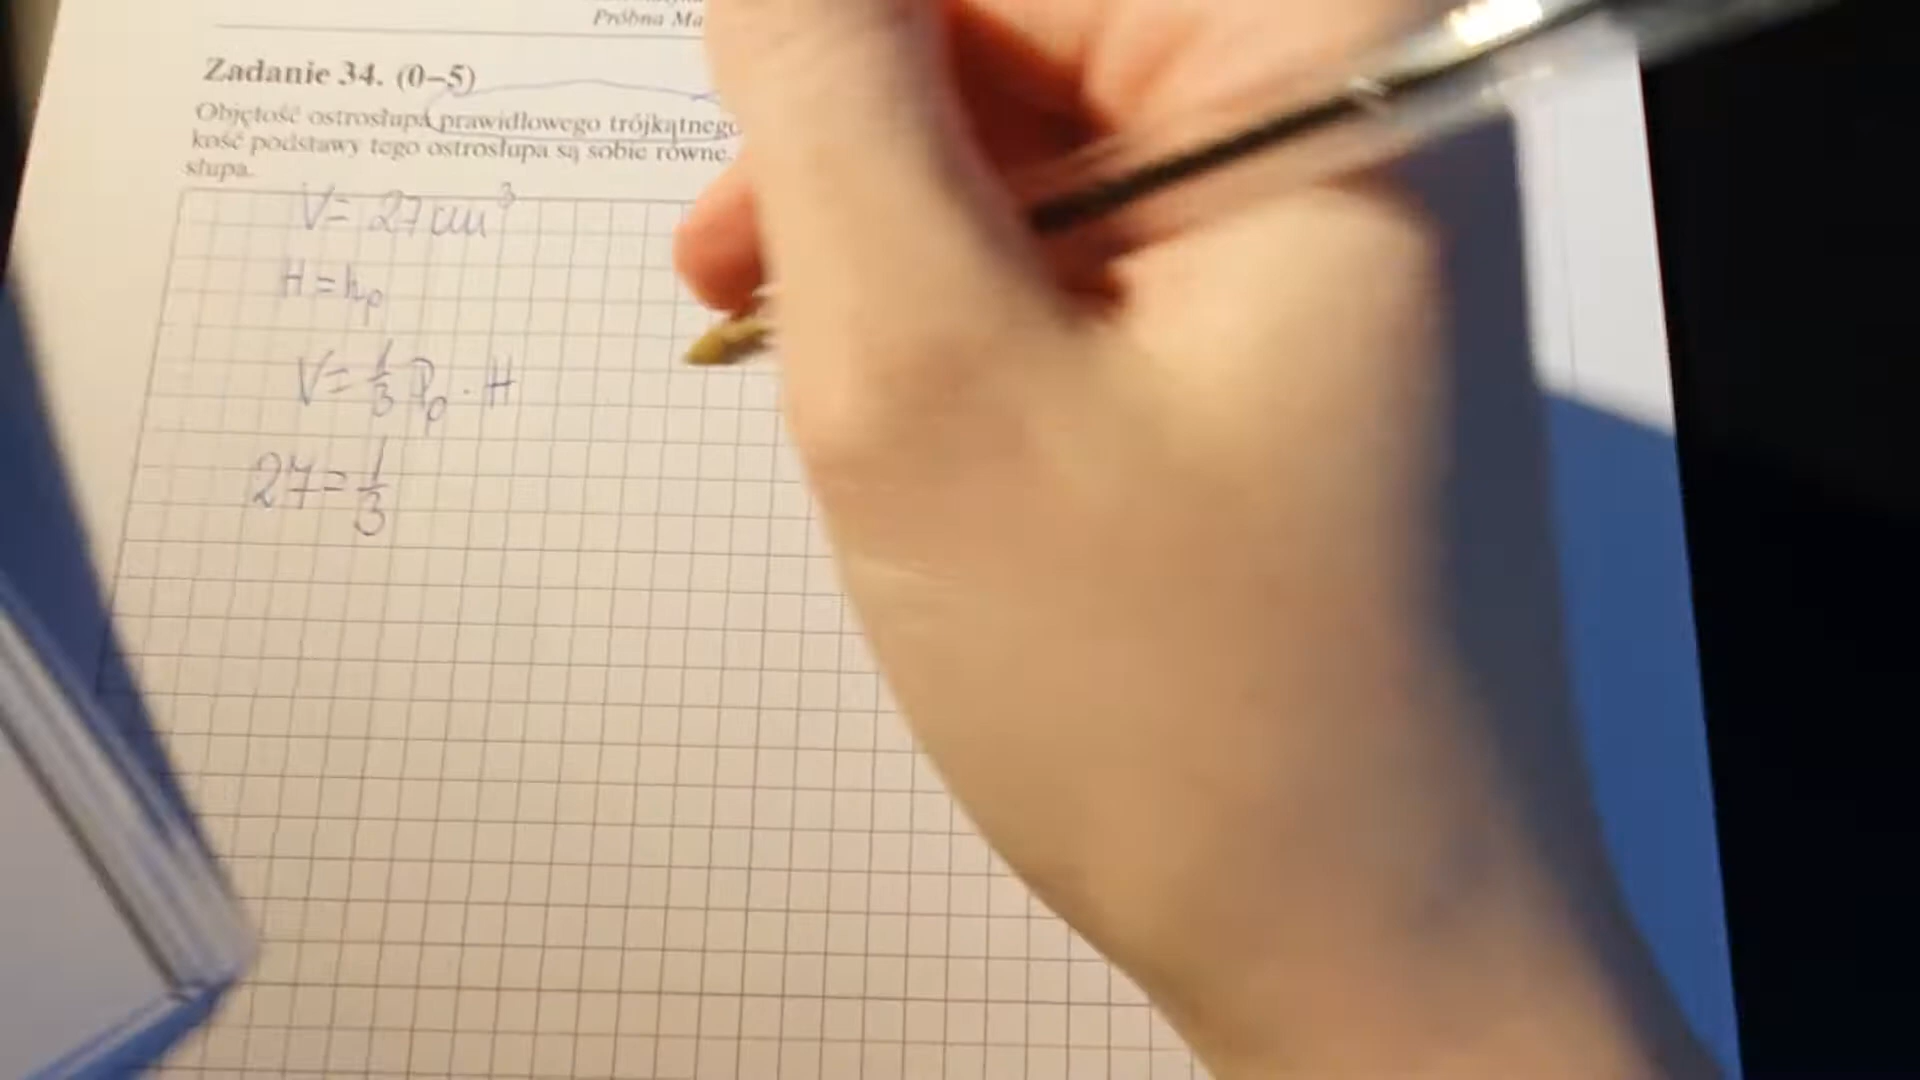 Próbna Ma
Zadanie 34. (0–5)
Objętość ostrosłupa prawidłowego trójkątnego
kość podstawy tego ostrosłupa są sobie równe.
słupa.
V = 27 cm³
H = hₚ
V = 1/3 Pₚ · H
27 = 1/3